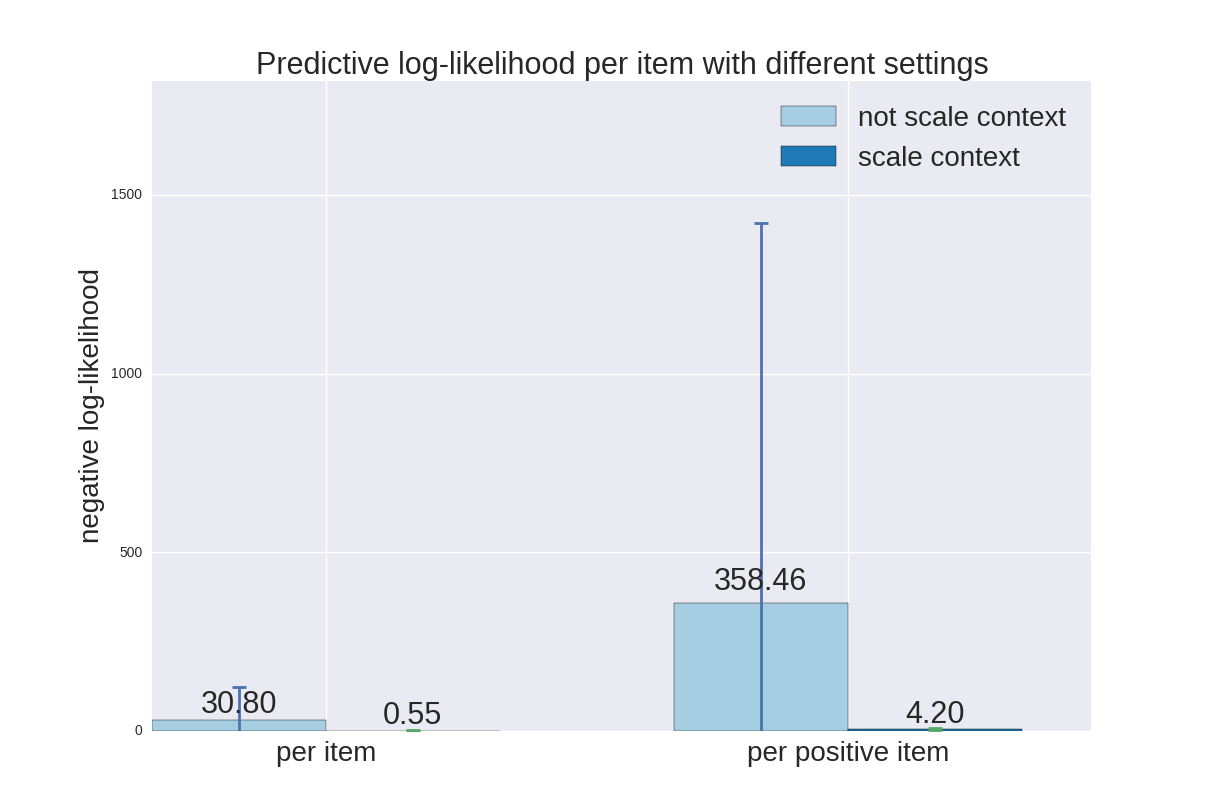 Predictive log-likelihood per item with different settings
not scale context
scale context
negative log-likelihood
1500
1000
500
0
358.46
30.80
0.55
4.20
per item
per positive item